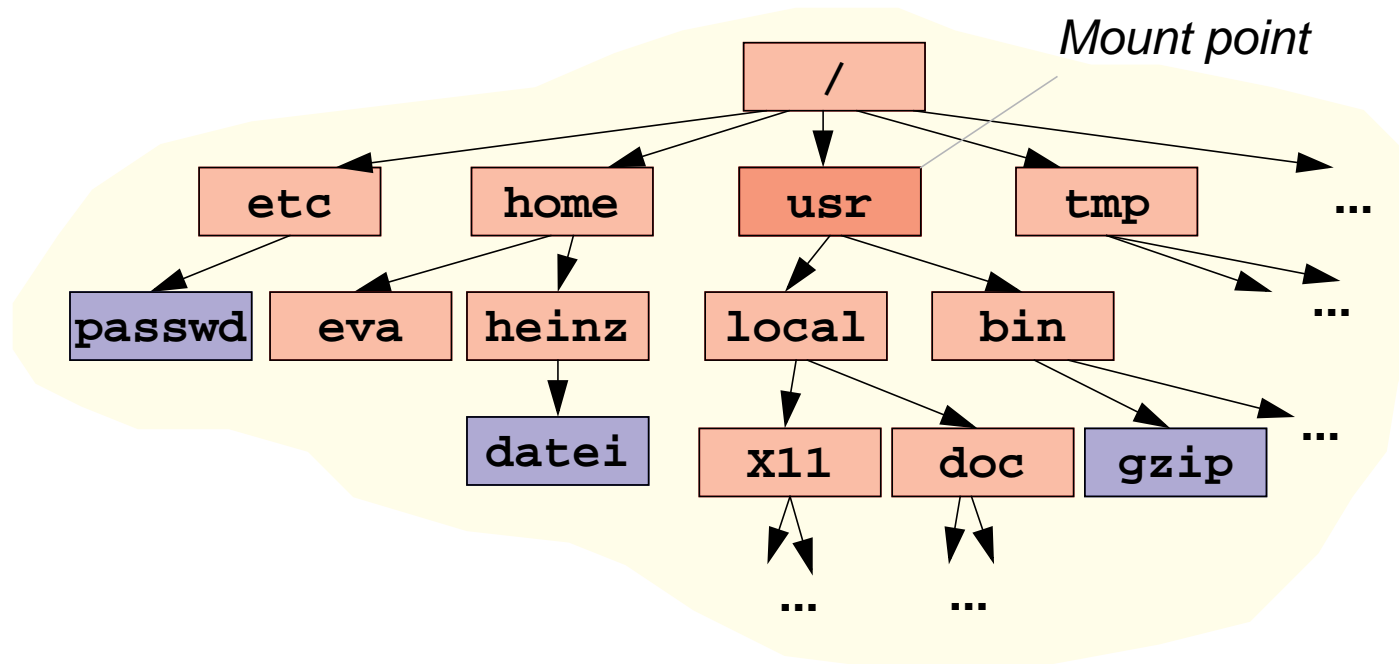 Mount point
/
etc home usr tmp ...
passwd eva heinz local bin ...
datei X11 doc gzip ...
... ...